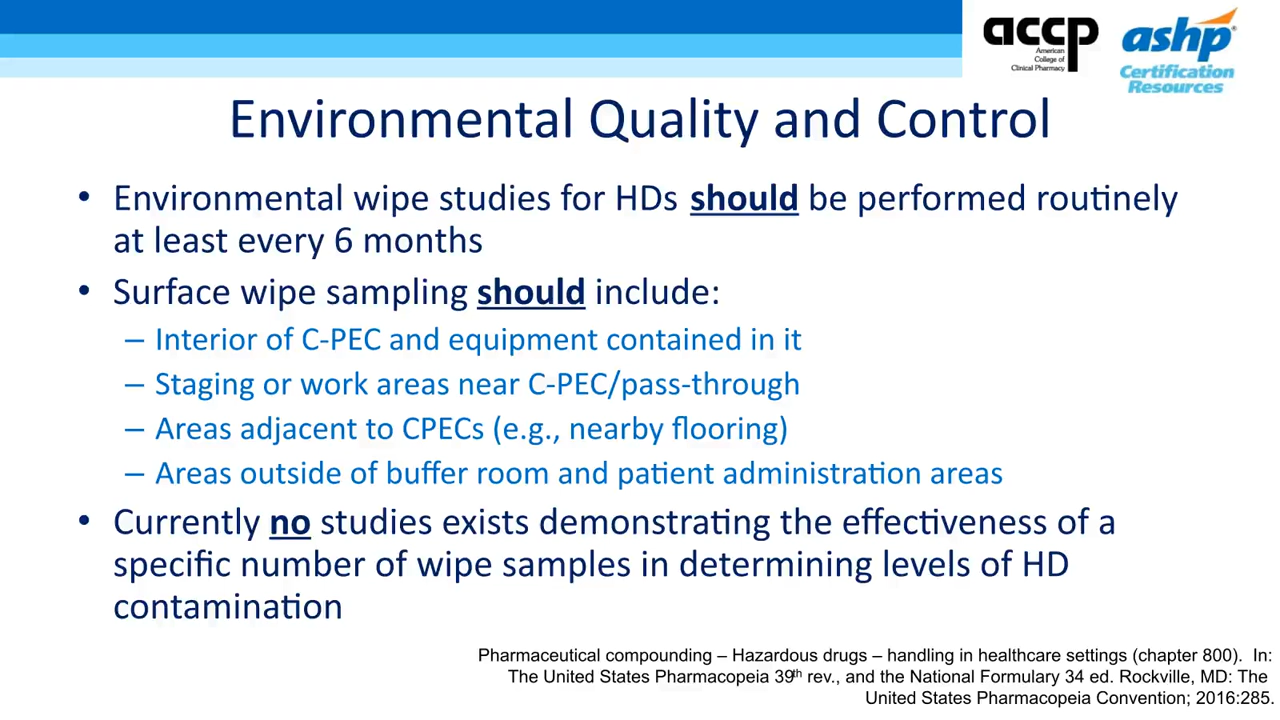 accp
American
College of
Clinical Pharmacy
ashp®
Certification
Resources
Environmental Quality and Control
• Environmental wipe studies for HDs should be performed routinely
at least every 6 months
• Surface wipe sampling should include:
– Interior of C-PEC and equipment contained in it
– Staging or work areas near C-PEC/pass-through
– Areas adjacent to CPECs (e.g., nearby flooring)
– Areas outside of buffer room and patient administration areas
• Currently no studies exists demonstrating the effectiveness of a
specific number of wipe samples in determining levels of HD
contamination
Pharmaceutical compounding – Hazardous drugs – handling in healthcare settings (chapter 800). In:
The United States Pharmacopeia 39th rev., and the National Formulary 34 ed. Rockville, MD: The
United States Pharmacopeia Convention; 2016:285.